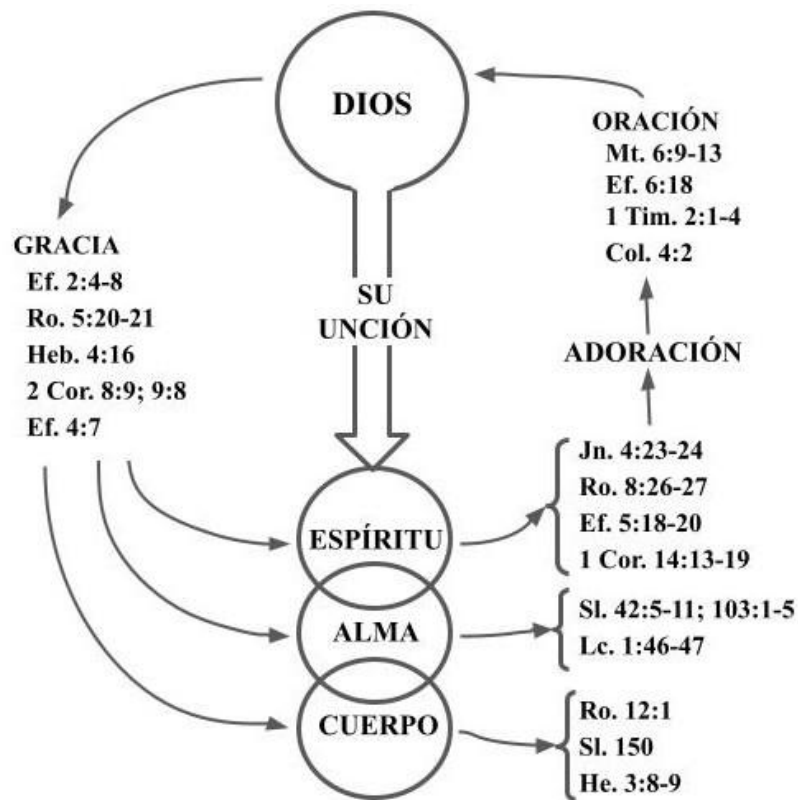 DIOS
GRACIA
Ef. 2:4-8
Ro. 5:20-21
Heb. 4:16
2 Cor. 8:9; 9:8
Ef. 4:7
SU
UNCIÓN
ORACIÓN
Mt. 6:9-13
Ef. 6:18
1 Tim. 2:1-4
Col. 4:2
ADORACIÓN
ESPÍRITU
Jn. 4:23-24
Ro. 8:26-27
Ef. 5:18-20
1 Cor. 14:13-19
ALMA
Sl. 42:5-11; 103:1-5
Lc. 1:46-47
CUERPO
Ro. 12:1
Sl. 150
He. 3:8-9